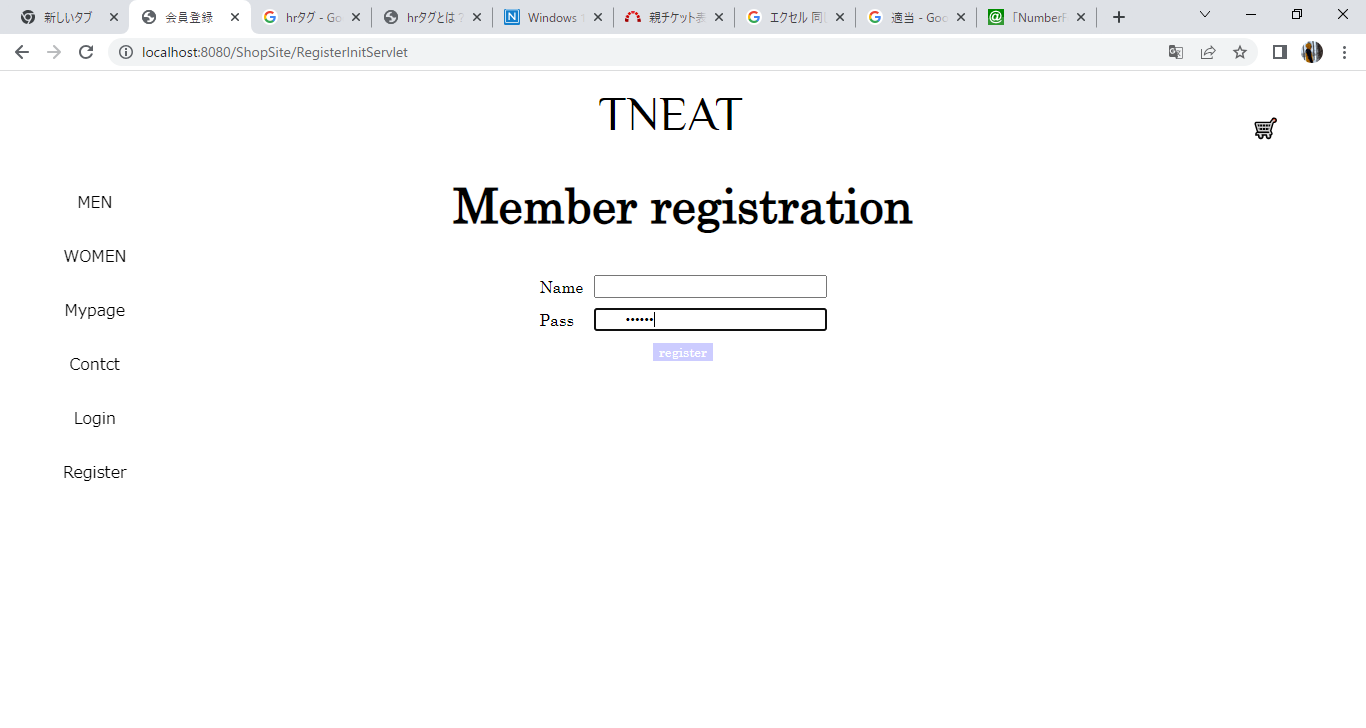 新しいタブ
会員登録
hrタグ - Go
hrタグとは?
Windows
親チケット
エクセル 同
適当 - Goo
「Number
localhost:8080/ShopSite/RegisterInitServlet
TNEAT
Member registration
MEN
WOMEN
Mypage
Contct
Login
Register
Name
Pass
••••••
register